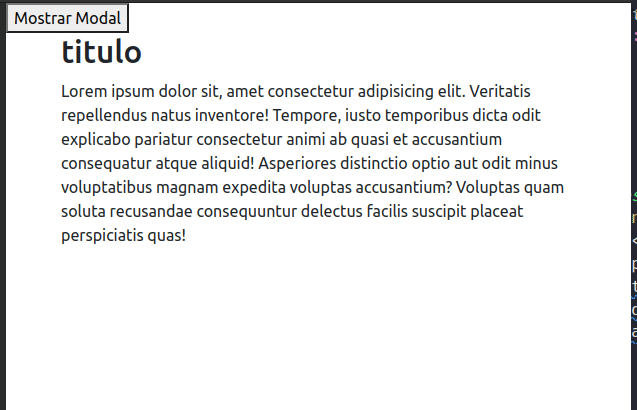 Mostrar Modal
titulo
Lorem ipsum dolor sit, amet consectetur adipisicing elit. Veritatis
repellendus natus inventore! Tempore, iusto temporibus dicta odit
explicabo pariatur consectetur animi ab quasi et accusantium
consequatur atque aliquid! Asperiores distinctio optio aut odit minus
voluptatibus magnam expedita voluptas accusantium? Voluptas quam
soluta recusandae consequuntur delectus facilis suscipit placeat
perspiciatis quas!